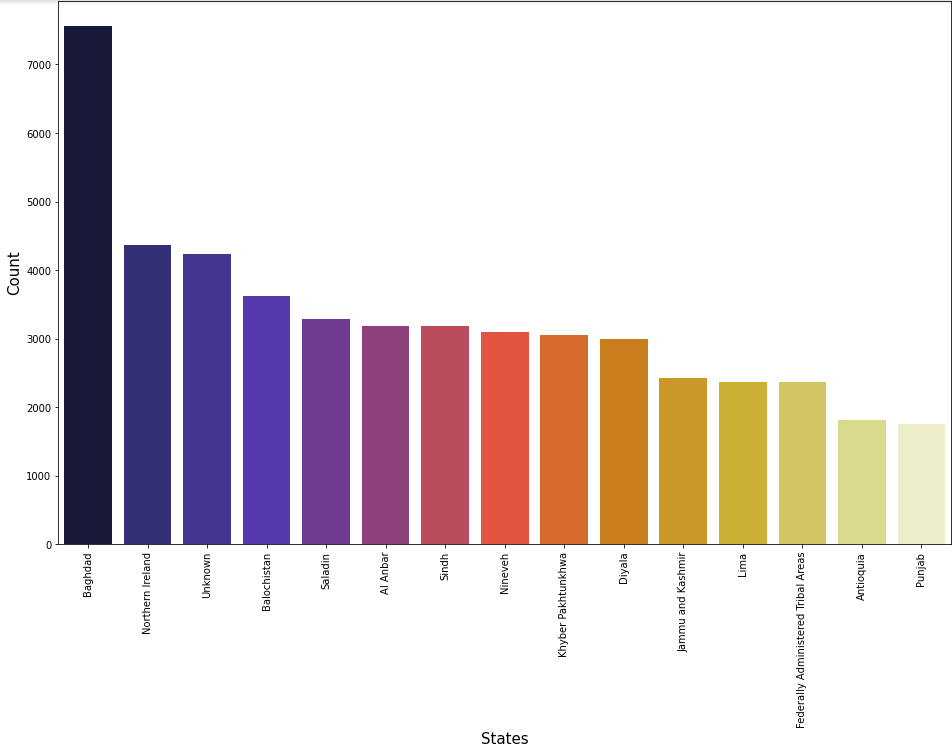 7000
6000
5000
4000
3000
2000
1000
0
Count
Baghdad
Northern Ireland
Unknown
Balochistan
Saladin
Al Anbar
Sindh
Nineveh
Khyber Pakhtunkhwa
Diyala
Jammu and Kashmir
Lima
Federally Administered Tribal Areas
Antioquia
Punjab
States